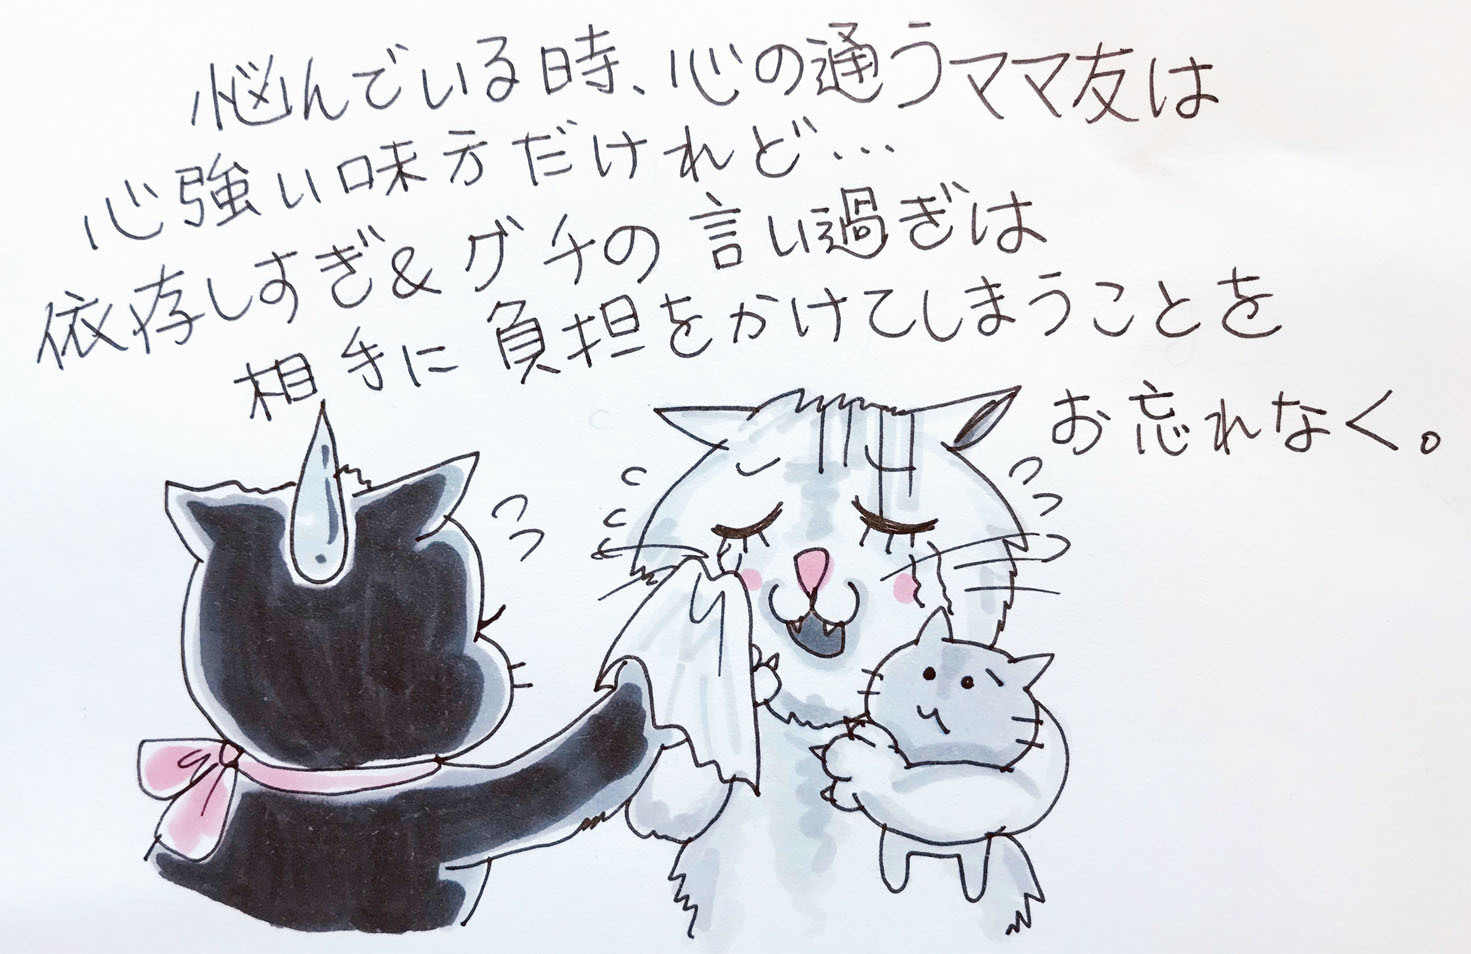 悩んでいる時、心の通うママ友は
心強い味方だけれど…
依存しすぎ&グチの言い過ぎは
相手に負担をかけてしまうことを
お忘れなく。